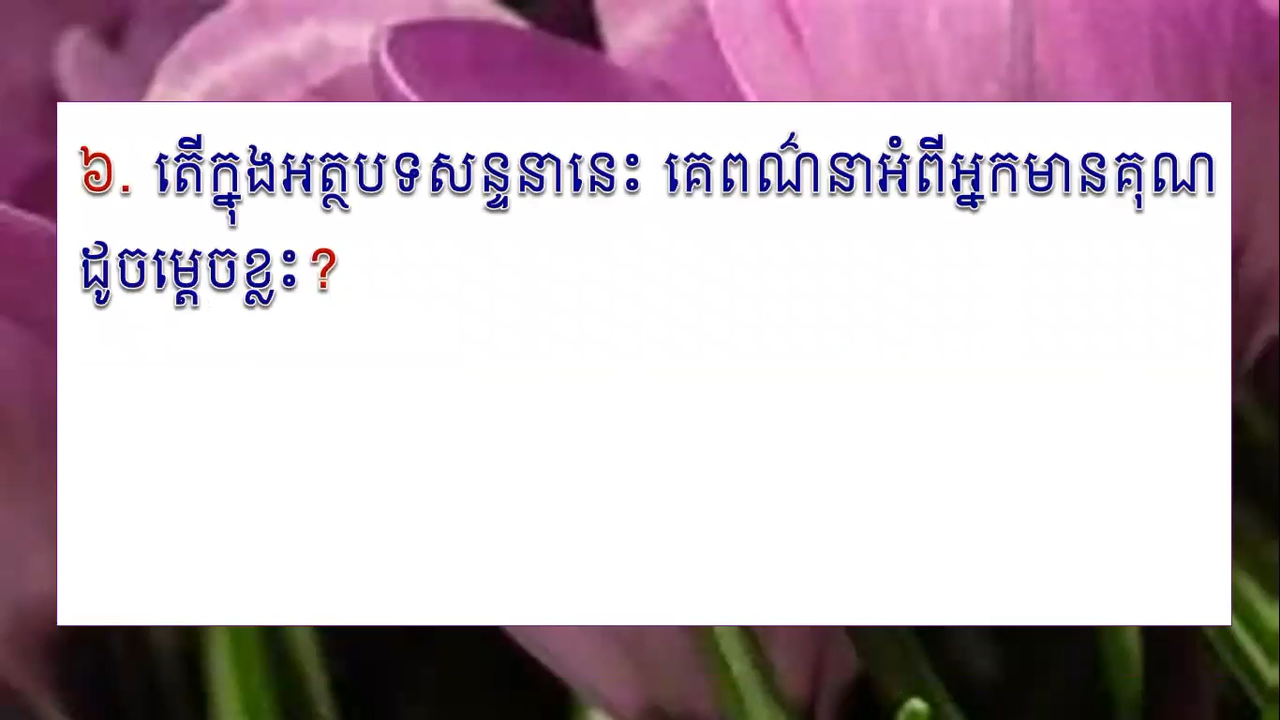 ៦. តើក្នុងអត្ថបទសន្ទនានេះ គេពណ៌នាអំពីអ្នកមានគុណ
ដូចម្ដេចខ្លះ?